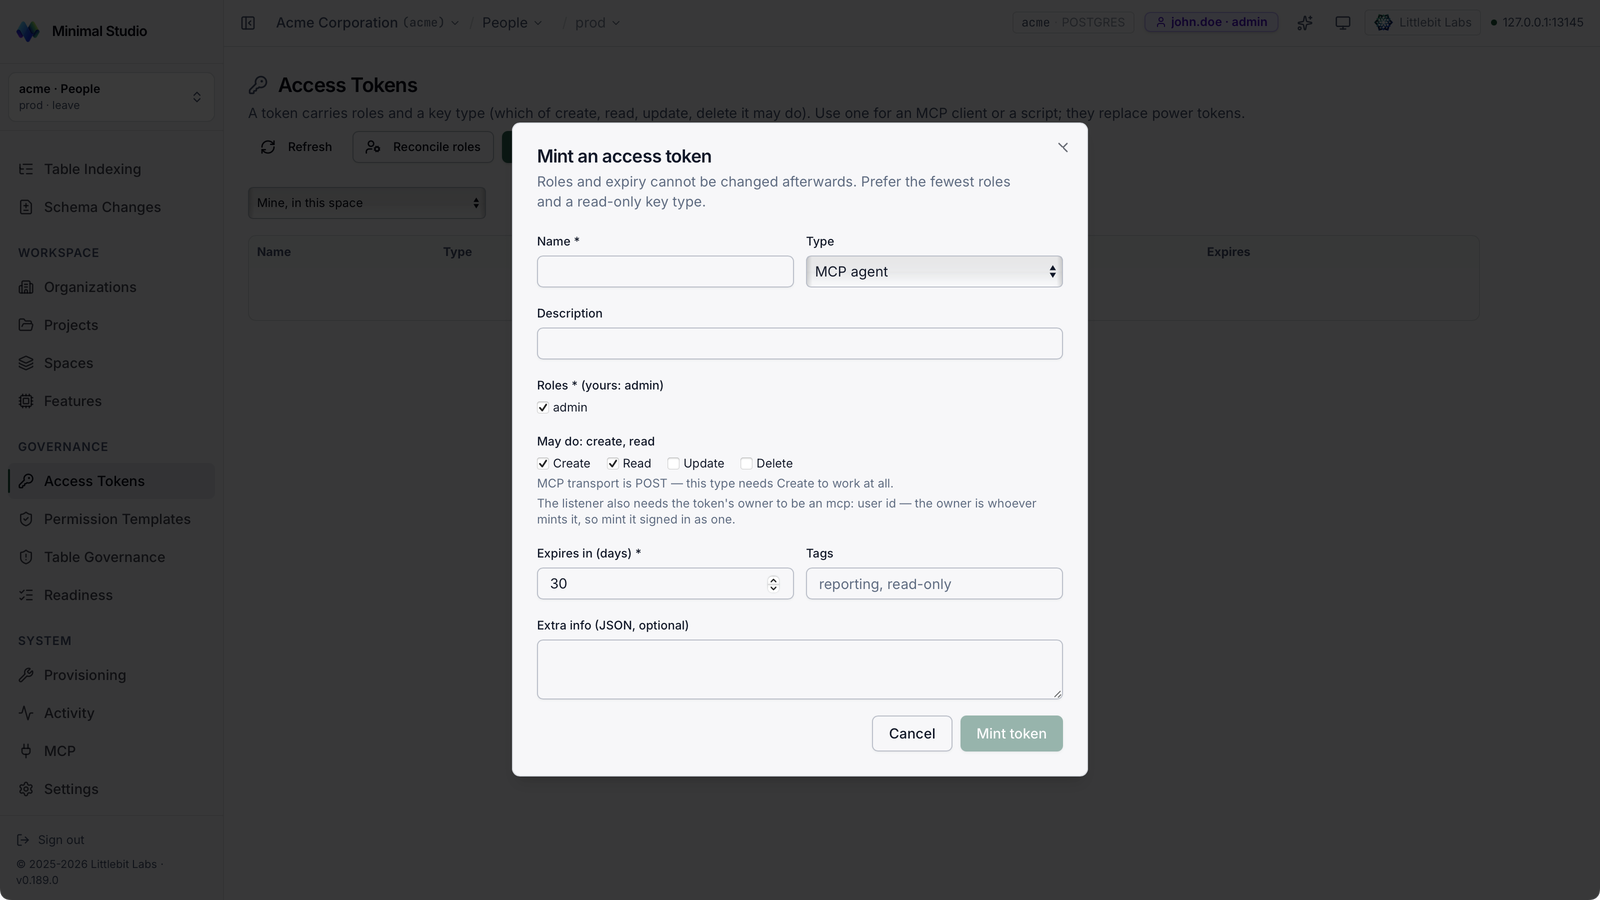 Minimal Studio
Acme Corporation (acme) / People / prod
acme · POSTGRES
john.doe · admin
Littlebit Labs
127.0.0.1:13145
acme · People
prod · leave
Table Indexing
Schema Changes
WORKSPACE
Organizations
Projects
Spaces
Features
GOVERNANCE
Access Tokens
Permission Templates
Table Governance
Readiness
SYSTEM
Provisioning
Activity
MCP
Settings
Sign out
© 2025-2026 Littlebit Labs ·
v0.189.0
Access Tokens
A token carries roles and a key type (which of create, read, update, delete it may do). Use one for an MCP client or a script; they replace power tokens.
Refresh
Reconcile roles
Mine, in this space
Name Type Expires
Mint an access token
Roles and expiry cannot be changed afterwards. Prefer the fewest roles
and a read-only key type.
Name * Type
MCP agent
Description
Roles * (yours: admin)
admin
May do: create, read
Create Read Update Delete
MCP transport is POST — this type needs Create to work at all.
The listener also needs the token's owner to be an mcp: user id — the owner is whoever
mints it, so mint it signed in as one.
Expires in (days) * Tags
30 reporting, read-only
Extra info (JSON, optional)
Cancel Mint token